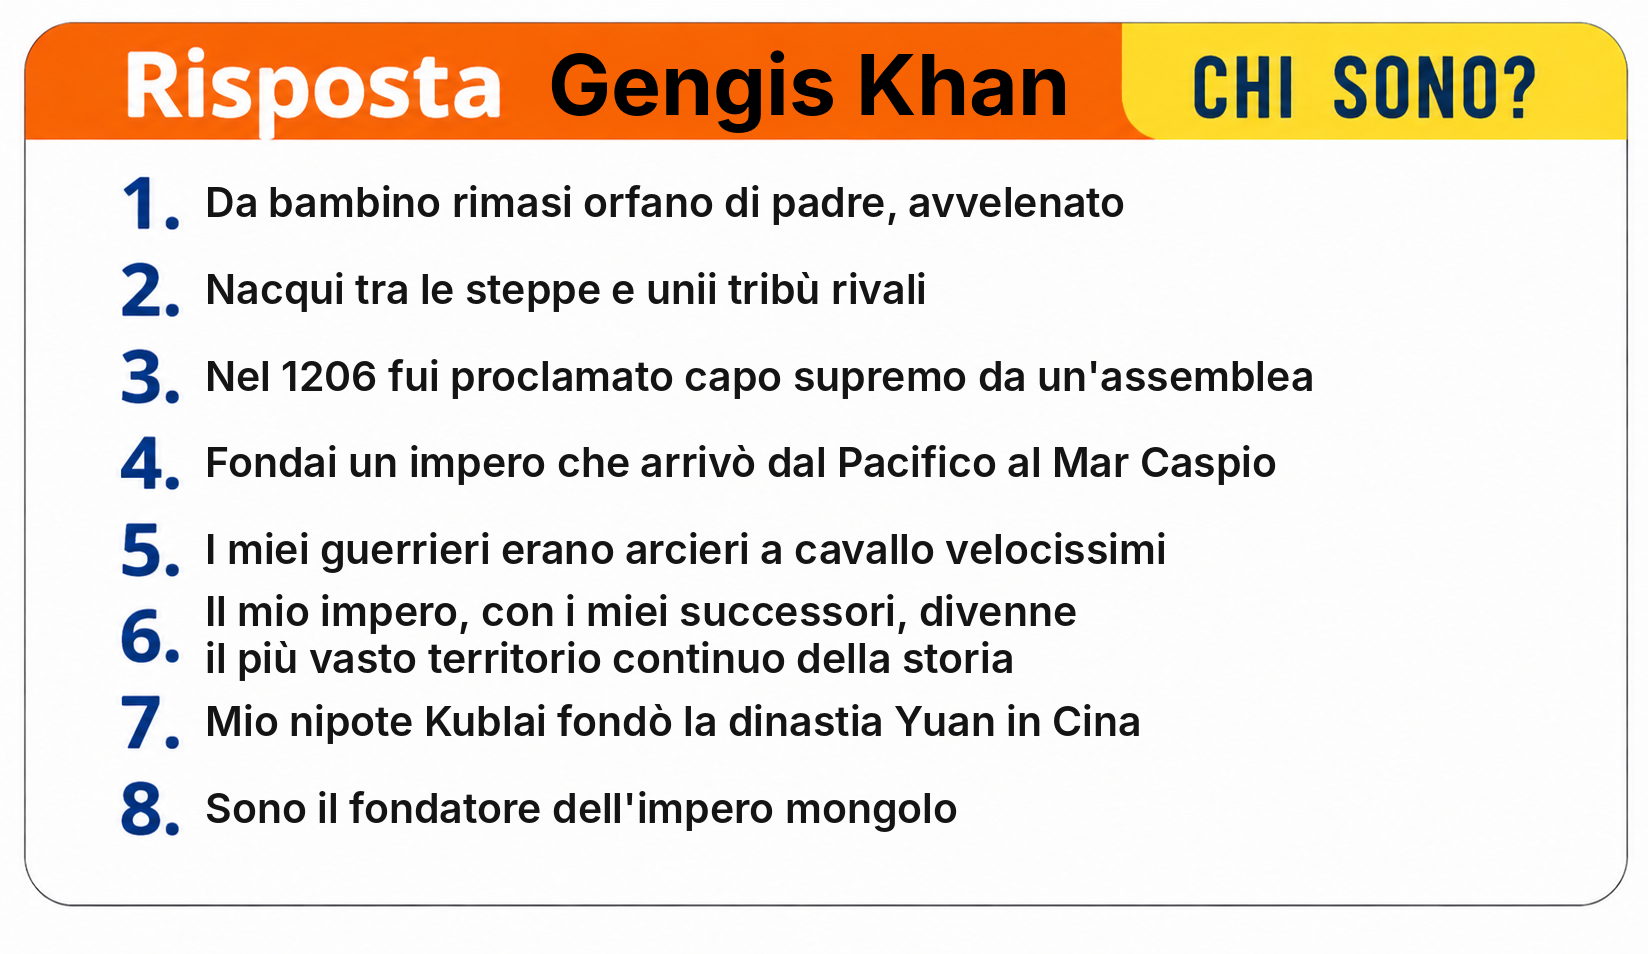 Risposta Gengis Khan CHI SONO?
1. Da bambino rimasi orfano di padre, avvelenato
2. Nacqui tra le steppe e unii tribù rivali
3. Nel 1206 fui proclamato capo supremo da un'assemblea
4. Fondai un impero che arrivò dal Pacifico al Mar Caspio
5. I miei guerrieri erano arcieri a cavallo velocissimi
6. Il mio impero, con i miei successori, divenne
il più vasto territorio continuo della storia
7. Mio nipote Kublai fondò la dinastia Yuan in Cina
8. Sono il fondatore dell'impero mongolo